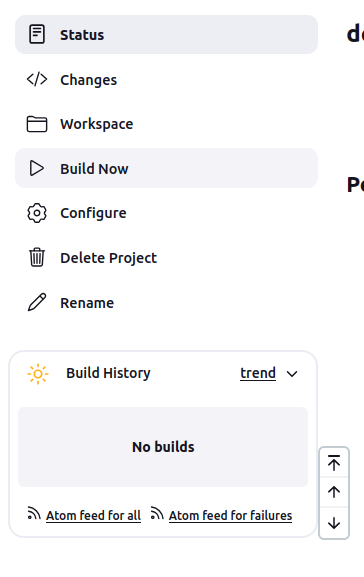 Status
Changes
Workspace
Build Now
Configure
Delete Project
Rename
Build History trend
No builds
Atom feed for all Atom feed for failures